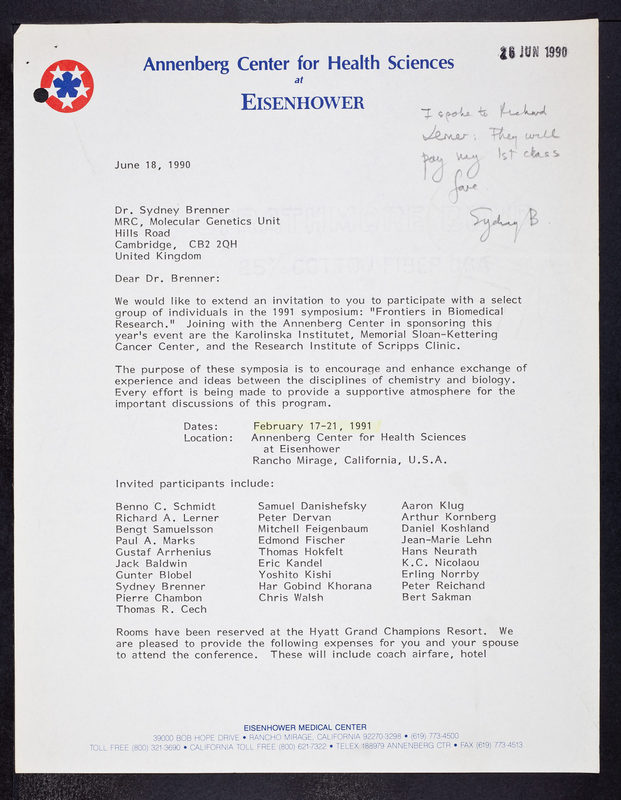 Annenberg Center for Health Sciences
at
EISENHOWER
26 JUN 1990
I spoke to Richard
Lerner: They will
pay my 1st class
fare
Sydney B
June 18, 1990
Dr. Sydney Brenner
MRC, Molecular Genetics Unit
Hills Road
Cambridge, CB2 2QH
United Kingdom
Dear Dr. Brenner:
We would like to extend an invitation to you to participate with a select
group of individuals in the 1991 symposium: "Frontiers in Biomedical
Research." Joining with the Annenberg Center in sponsoring this
year's event are the Karolinska Institutet, Memorial Sloan-Kettering
Cancer Center, and the Research Institute of Scripps Clinic.
The purpose of these symposia is to encourage and enhance exchange of
experience and ideas between the disciplines of chemistry and biology.
Every effort is being made to provide a supportive atmosphere for the
important discussions of this program.
Dates: February 17-21, 1991
Location: Annenberg Center for Health Sciences
at Eisenhower
Rancho Mirage, California, U.S.A.
Invited participants include:
Benno C. Schmidt Samuel Danishefsky Aaron Klug
Richard A. Lerner Peter Dervan Arthur Kornberg
Bengt Samuelsson Mitchell Feigenbaum Daniel Koshland
Paul A. Marks Edmond Fischer Jean-Marie Lehn
Gustaf Arrhenius Thomas Hokfelt Hans Neurath
Jack Baldwin Eric Kandel K.C. Nicolaou
Gunter Blobel Yoshito Kishi Erling Norrby
Sydney Brenner Har Gobind Khorana Peter Reichand
Pierre Chambon Chris Walsh Bert Sakman
Thomas R. Cech
Rooms have been reserved at the Hyatt Grand Champions Resort. We
are pleased to provide the following expenses for you and your spouse
to attend the conference. These will include coach airfare, hotel
EISENHOWER MEDICAL CENTER
39000 BOB HOPE DRIVE • RANCHO MIRAGE, CALIFORNIA 92270-3298 • (619) 773-4500
TOLL FREE (800) 321-3690 • CALIFORNIA TOLL FREE (800) 621-7322 • TELEX 188979 ANNENBERG CTR • FAX (619) 773-4513